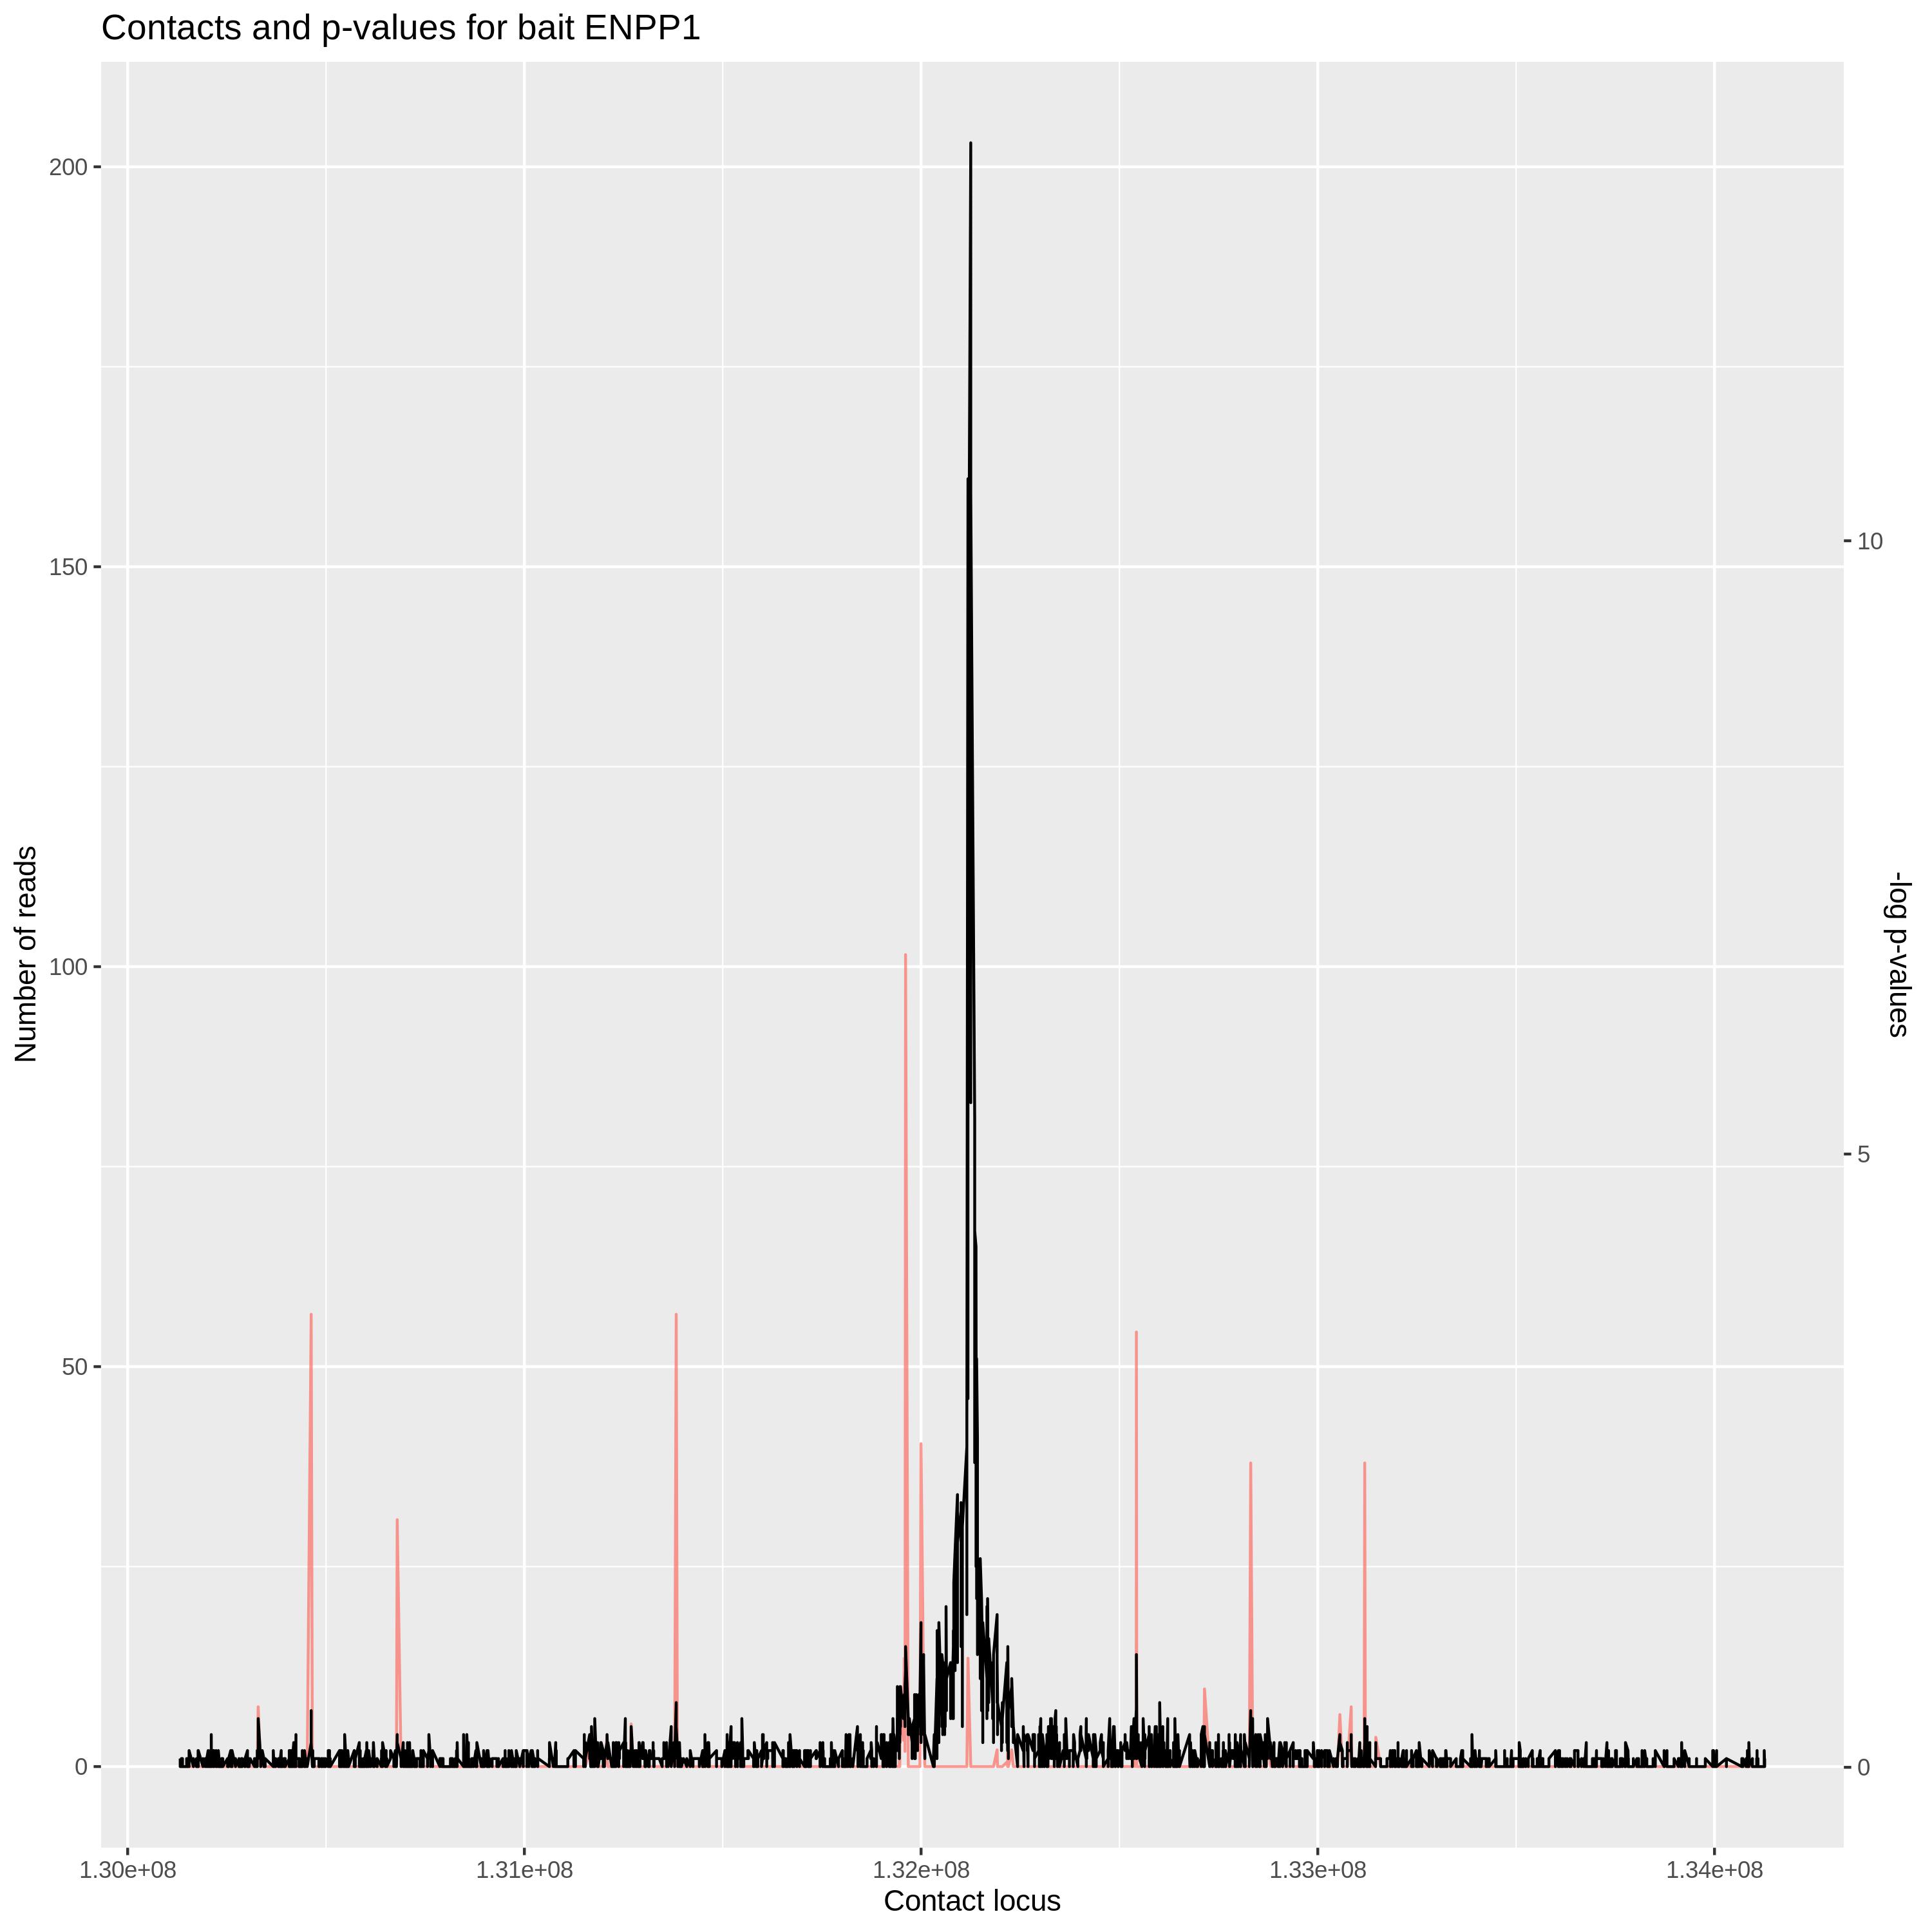 Contacts and p-values for bait ENPP1
200
150
100
50
0
Number of reads
10
5
0
-log p-values
1.30e+08 1.31e+08 1.32e+08 1.33e+08 1.34e+08
Contact locus